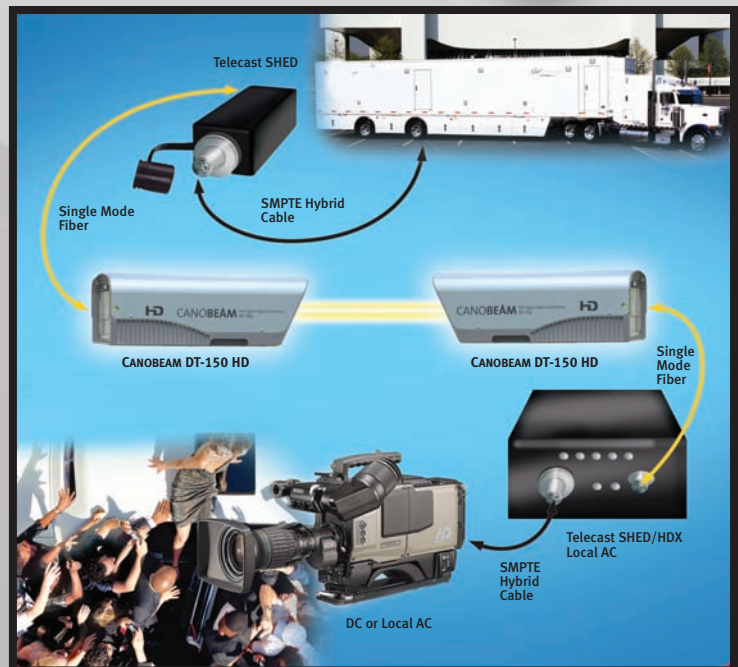 Telecast SHED
SMPTE Hybrid
Cable
Single Mode
Fiber
HD CANOBEAM
CANOBEAM HD
CANOBEAM DT-150 HD
CANOBEAM DT-150 HD
Single
Mode
Fiber
Telecast SHED/HDX
Local AC
SMPTE
Hybrid
Cable
HD
DC or Local AC